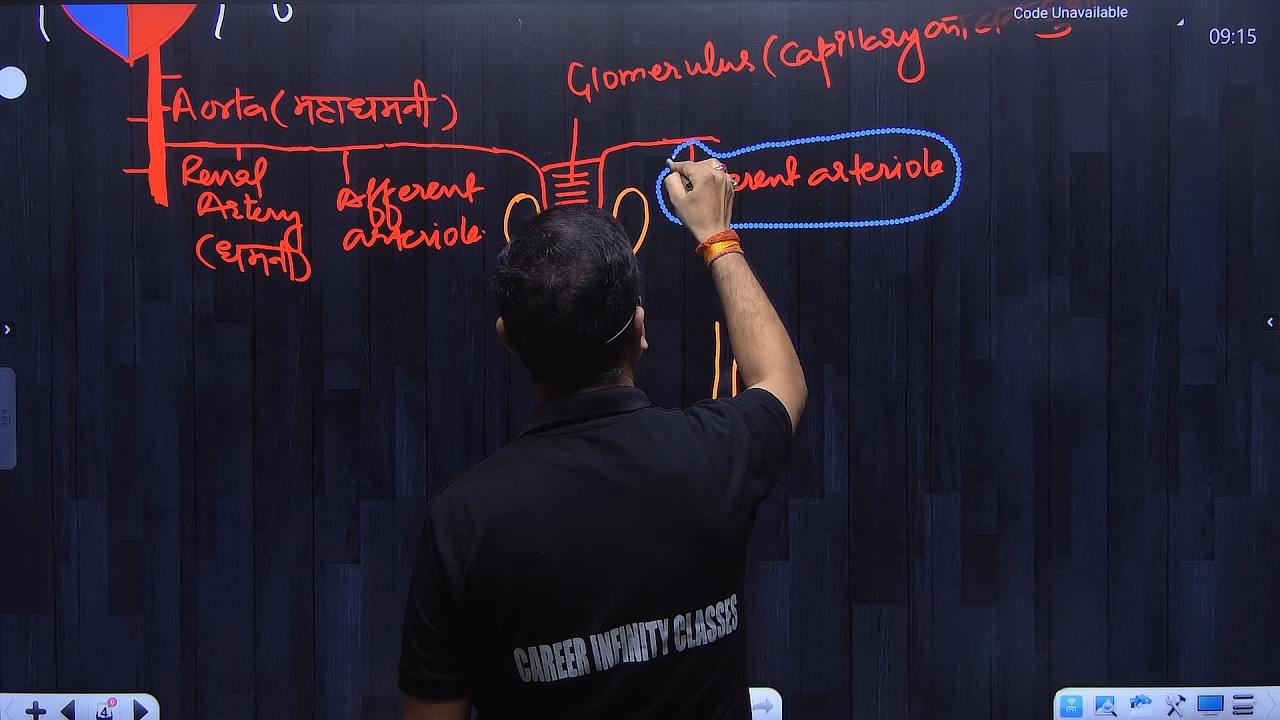 Code Unavailable
09:15
Glomerulus (Capillary
Aorta (महाधमनी)
Renal
Artery
(धमनी)
Afferent
arteriole
erent arteriole
CAREER INFINITY CLASSES
4